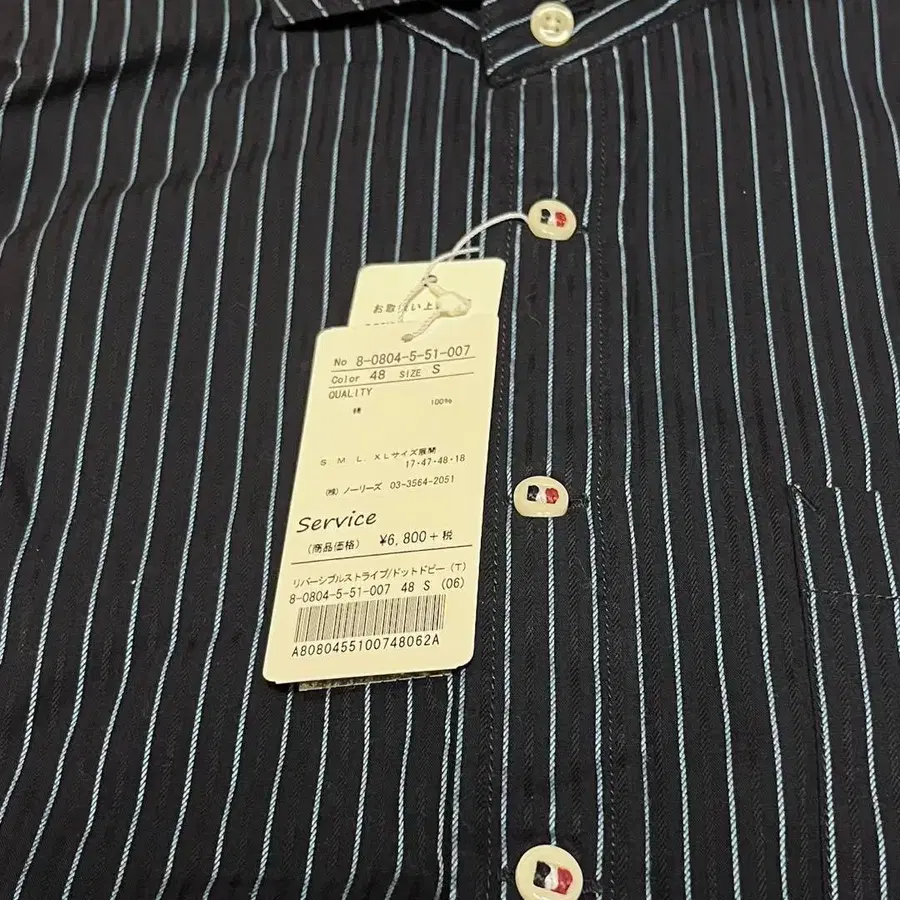 お取扱い上
No 8-0804-5-51-007
Color 48 SIZE S
QUALITY
綿 100%
S M L XLサイズ展開
17・47・48・18
(株) ノーリーズ 03-3564-2051
Service
(商品価格) ¥6,800+税
リバーシブルストライプ/ドットドビー (T)
8-0804-5-51-007 48 S (06)
A8080455100748062A